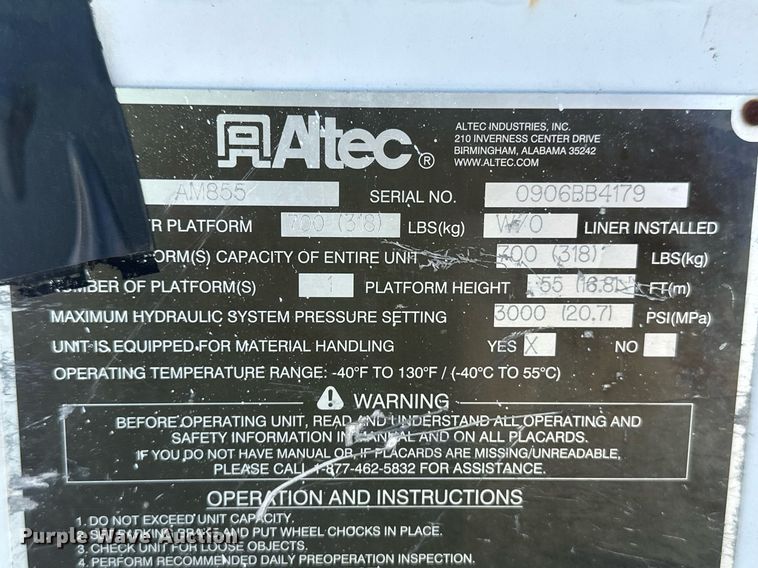 Altec®
ALTEC INDUSTRIES, INC.
210 INVERNESS CENTER DRIVE
BIRMINGHAM, ALABAMA 35242
WWW.ALTEC.COM
AM855 SERIAL NO. 0906BB4179
PLATFORM 700 (318) LBS(kg) W/O LINER INSTALLED
CAPACITY OF ENTIRE UNIT 700 (318) LBS(kg)
NUMBER OF PLATFORM(S) 1 PLATFORM HEIGHT 55 (16.8) FT(m)
MAXIMUM HYDRAULIC SYSTEM PRESSURE SETTING 3000 (20.7) PSI(MPa)
UNIT IS EQUIPPED FOR MATERIAL HANDLING YES X NO
OPERATING TEMPERATURE RANGE: -40°F TO 130°F / (-40°C TO 55°C)
WARNING
BEFORE OPERATING UNIT, READ AND UNDERSTAND ALL OPERATING AND
SAFETY INFORMATION IN MANUAL AND ON ALL PLACARDS.
IF YOU DO NOT HAVE MANUAL OR, IF PLACARDS ARE MISSING/UNREADABLE,
PLEASE CALL 1-877-462-5832 FOR ASSISTANCE.
OPERATION AND INSTRUCTIONS
1. DO NOT EXCEED UNIT CAPACITY.
2. SET PARKING BRAKE AND PUT WHEEL CHOCKS IN PLACE.
3. CHECK UNIT FOR LOOSE OBJECTS.
4. PERFORM RECOMMENDED DAILY PREOPERATION INSPECTION.
Purple Wave Auction